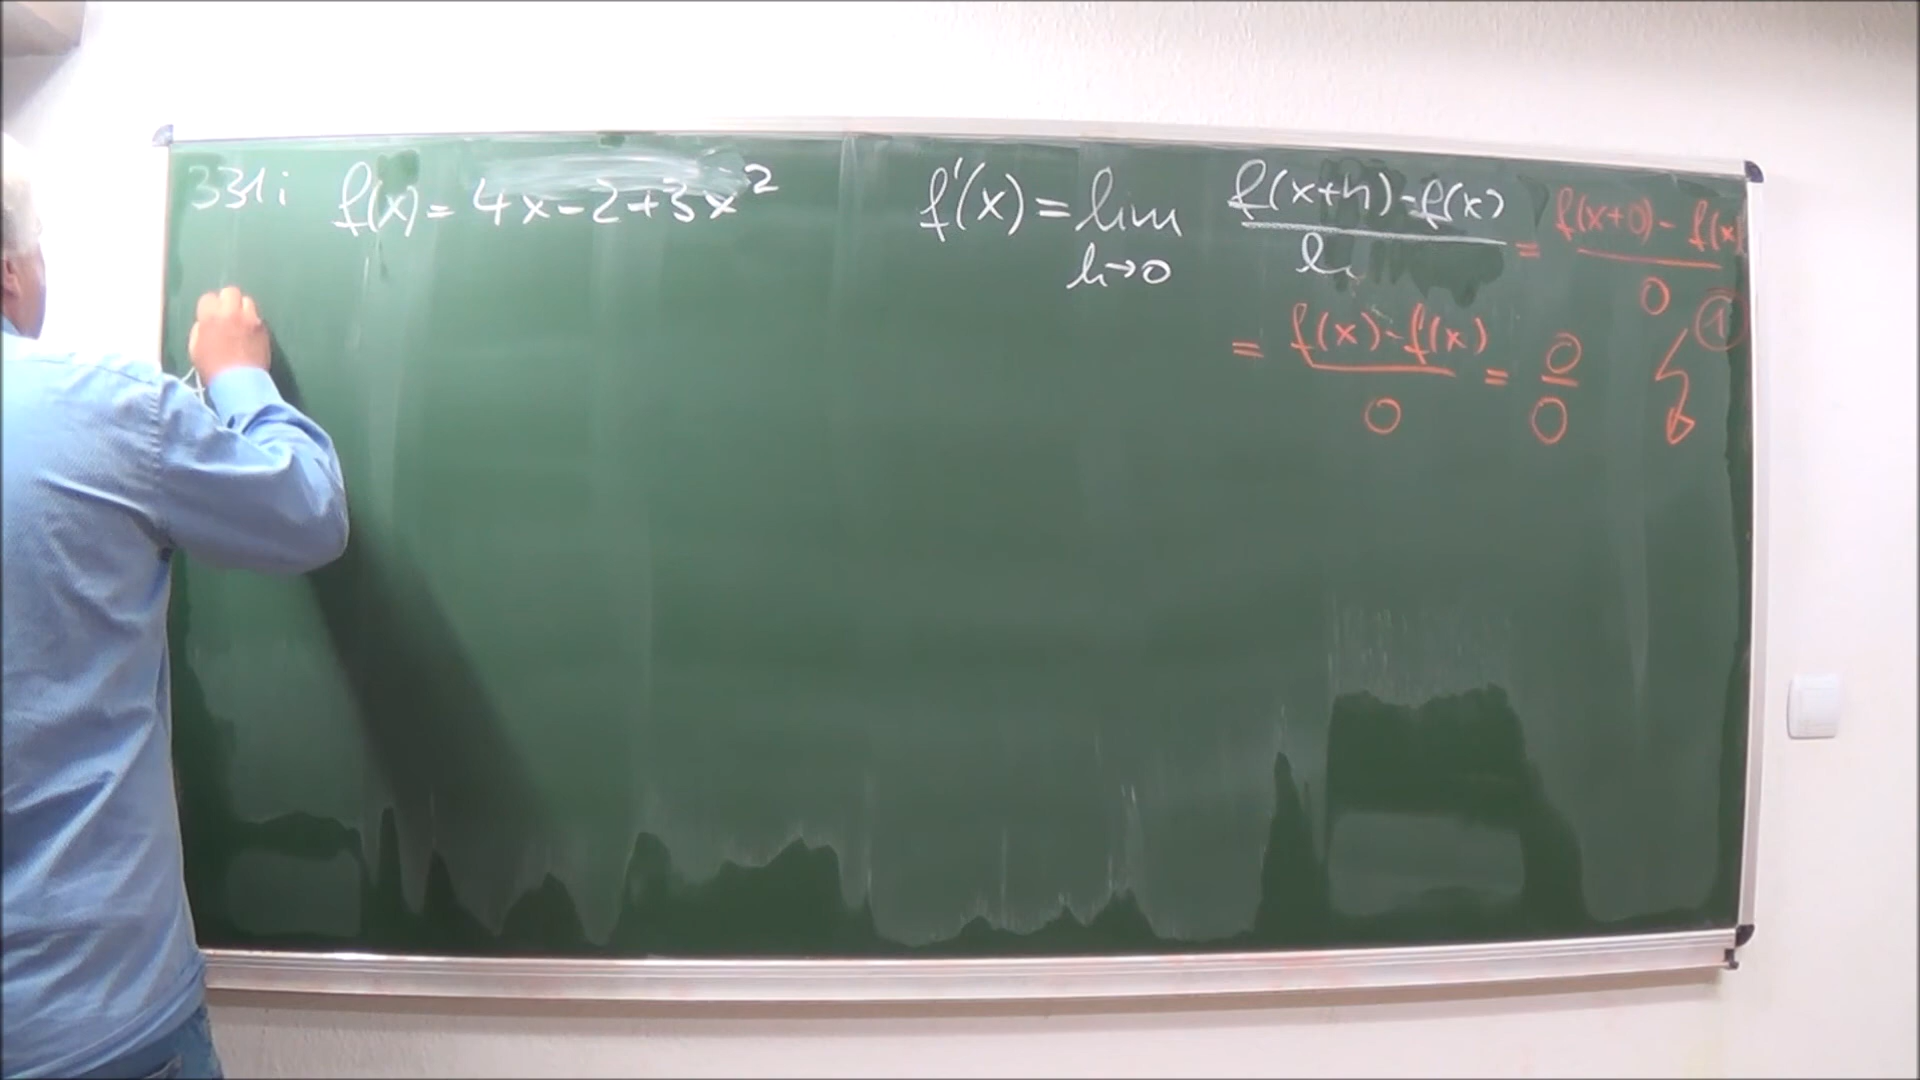 331i f(x) = 4x-2+3x² f'(x) = lim h→0 (f(x+h)-f(x))/h = (f(x+0)-f(x))/0
= (f(x)-f(x))/0 = 0/0 ①